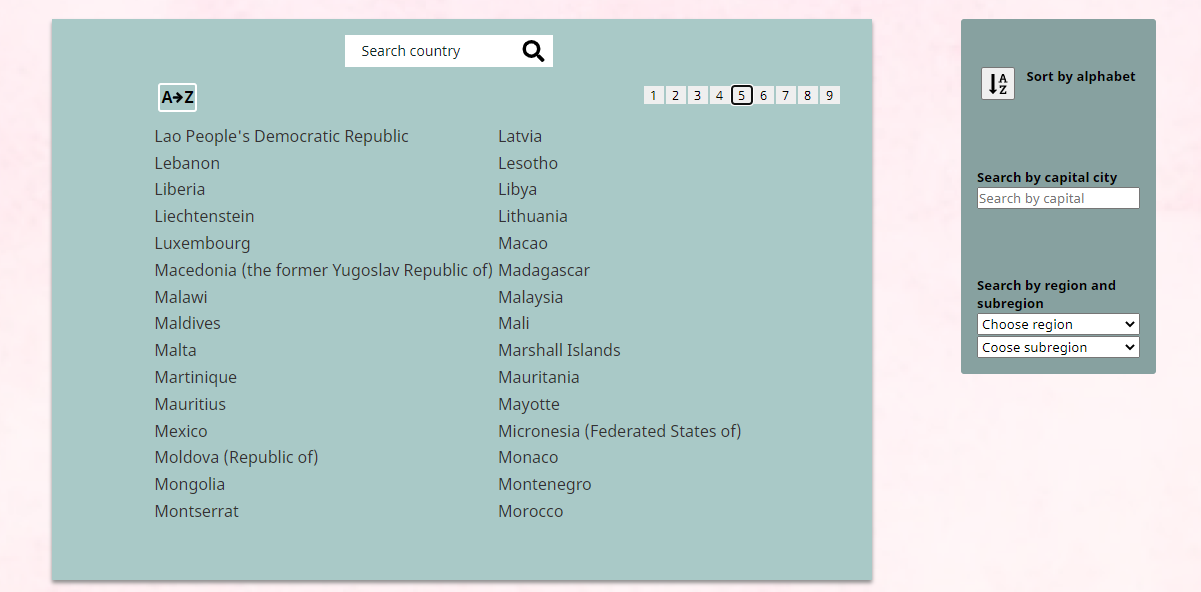 Search country
A→Z
1 2 3 4 5 6 7 8 9
Lao People's Democratic Republic Latvia
Lebanon Lesotho
Liberia Libya
Liechtenstein Lithuania
Luxembourg Macao
Macedonia (the former Yugoslav Republic of) Madagascar
Malawi Malaysia
Maldives Mali
Malta Marshall Islands
Martinique Mauritania
Mauritius Mayotte
Mexico Micronesia (Federated States of)
Moldova (Republic of) Monaco
Mongolia Montenegro
Montserrat Morocco
A
Z
Sort by alphabet
Search by capital city
Search by capital
Search by region and
subregion
Choose region
Coose subregion